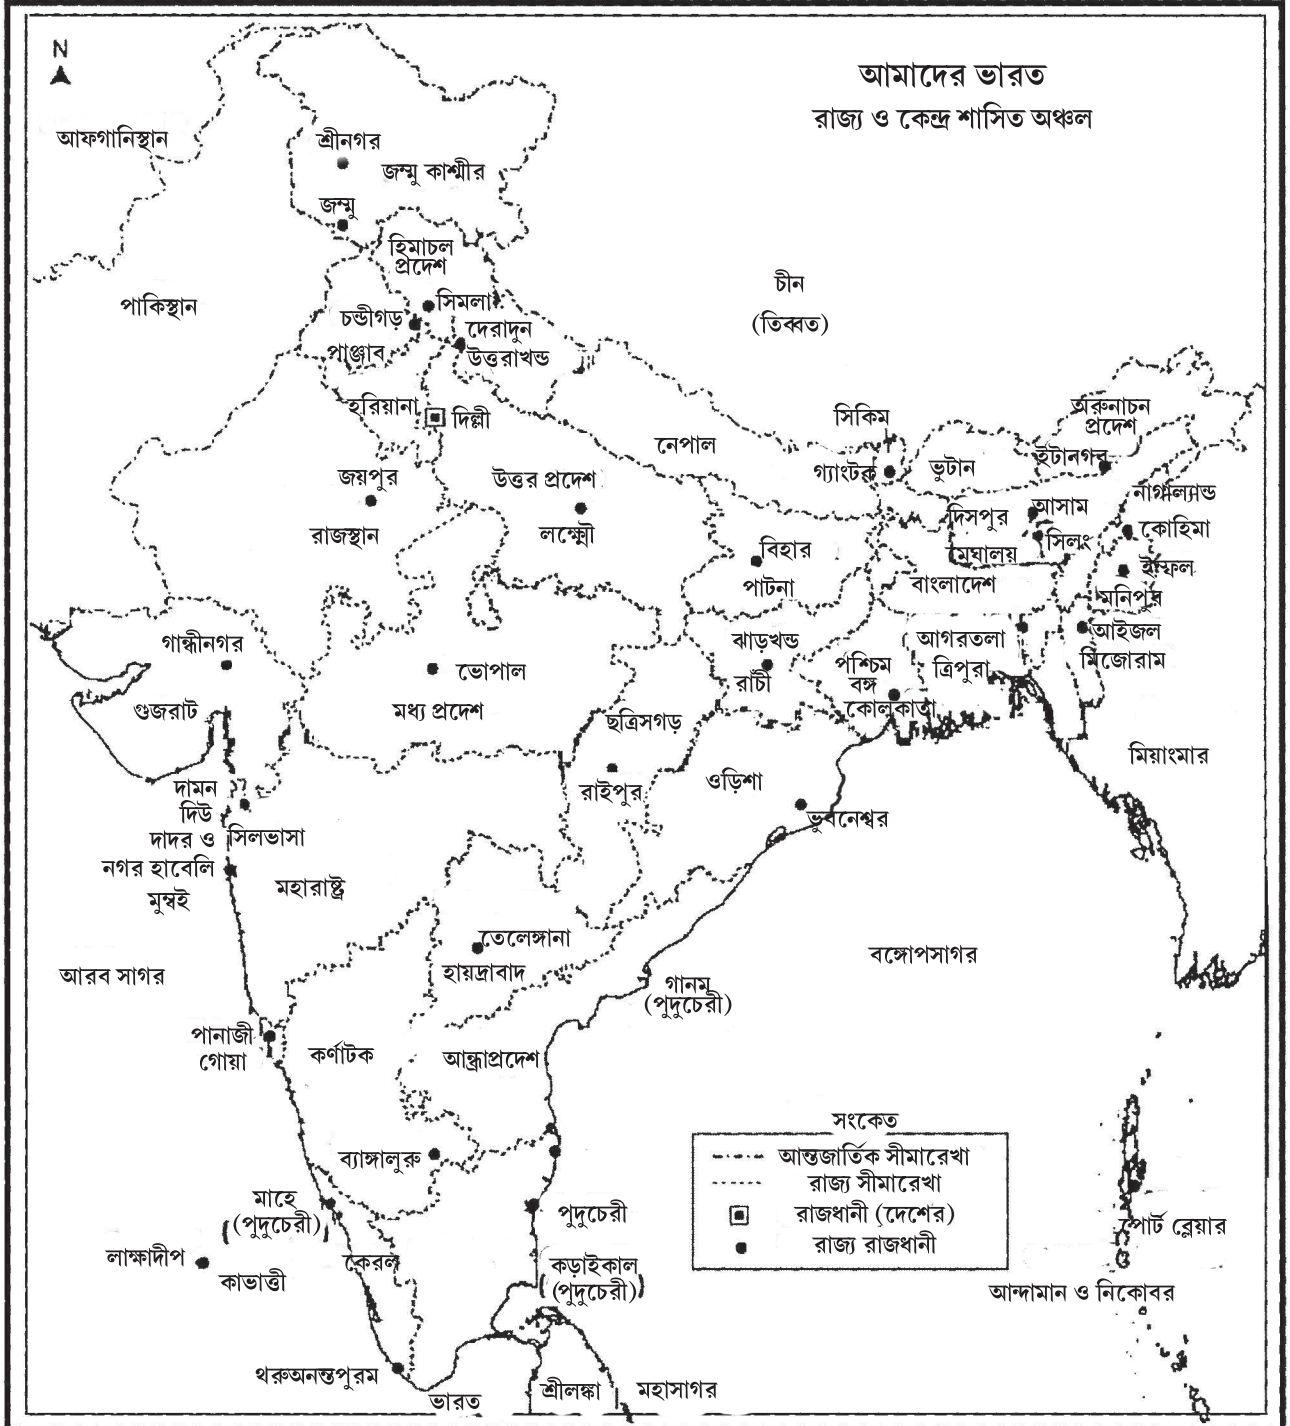 N
আমাদের ভারত
রাজ্য ও কেন্দ্র শাসিত অঞ্চল
আফগানিস্থান
শ্রীনগর
জম্মু কাশ্মীর
জম্মু
হিমাচল
প্রদেশ
চীন
(তিব্বত)
পাকিস্থান
সিমলা
চন্ডীগড়
দেরাদুন
পাঞ্জাব
উত্তরাখন্ড
হরিয়ানা
দিল্লী
সিকিম
অরুনাচন
প্রদেশ
নেপাল
গ্যাংটক
ভুটান
ইটানগর
জয়পুর
উত্তর প্রদেশ
নাগাল্যান্ড
রাজস্থান
লক্ষ্মৌ
দিসপুর
আসাম
কোহিমা
বিহার
মেঘালয়
সিলং
ইম্ফল
পাটনা
বাংলাদেশ
মনিপুর
গান্ধীনগর
ঝাড়খন্ড
আগরতলা
আইজল
ভোপাল
রাঁচী
পশ্চিম
বঙ্গ
ত্রিপুরা
মিজোরাম
গুজরাট
মধ্য প্রদেশ
ছত্রিসগড়
কোলকাতা
মিয়াংমার
দামন
দিউ
রাইপুর
ওড়িশা
ভুবনেশ্বর
দাদর ও
সিলভাসা
নগর হাবেলি
মুম্বই
মহারাষ্ট্র
তেলেঙ্গানা
বঙ্গোপসাগর
আরব সাগর
হায়দ্রাবাদ
গানম
(পুদুচেরী)
পানাজী
গোয়া
কর্ণাটক
আন্ধ্রাপ্রদেশ
সংকেত
আন্তজার্তিক সীমারেখা
রাজ্য সীমারেখা
রাজধানী (দেশের)
রাজ্য রাজধানী
ব্যাঙ্গালুরু
মাহে
(পুদুচেরী)
পুদুচেরী
পোর্ট ব্লেয়ার
লাক্ষাদীপ
কাভাত্তী
কেরল
কড়াইকাল
(পুদুচেরী)
আন্দামান ও নিকোবর
থরুঅনন্তপুরম
ভারত
শ্রীলঙ্কা
মহাসাগর